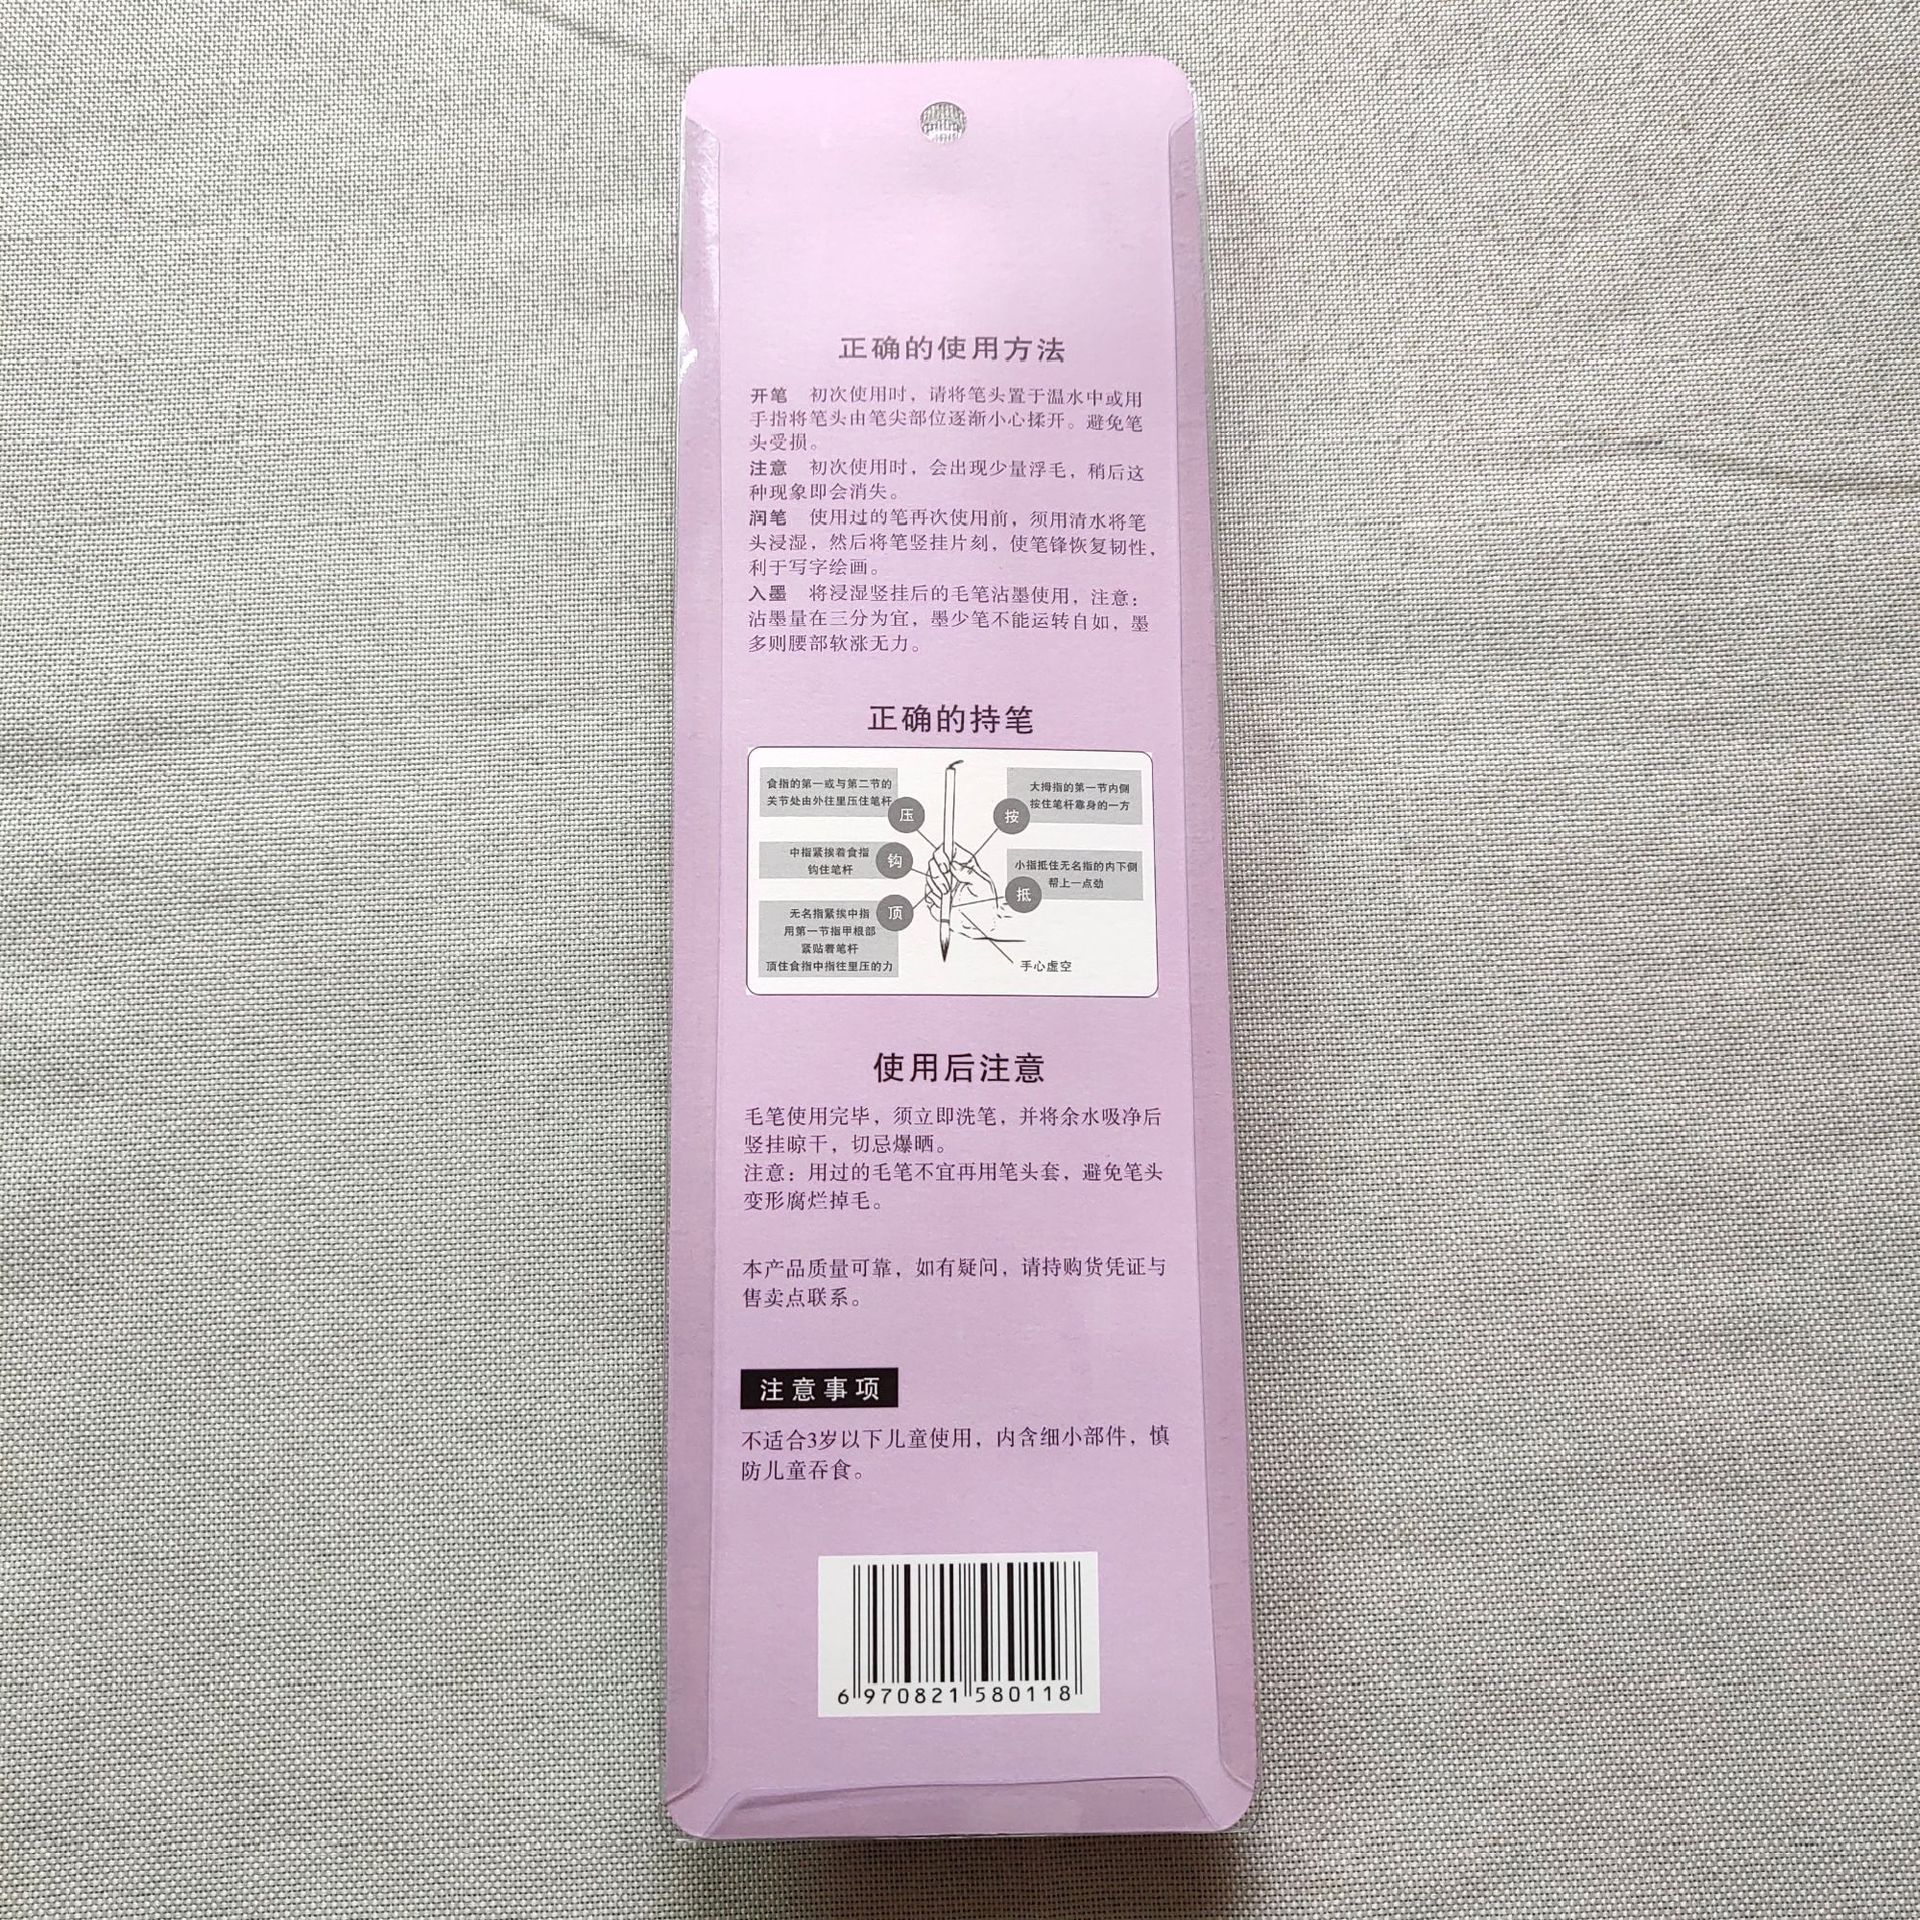 正确的使用方法
开笔 初次使用时，请将笔头置于温水中或用
手指将笔头由笔尖部位逐渐小心揉开。避免笔
头受损。
注意 初次使用时，会出现少量浮毛，稍后这
种现象即会消失。
润笔 使用过的笔再次使用前，须用清水将笔
头浸湿，然后将笔竖挂片刻，使笔锋恢复韧性，
利于写字绘画。
入墨 将浸湿竖挂后的毛笔沾墨使用，注意：
沾墨量在三分为宜，墨少笔不能运转自如，墨
多则腰部软涨无力。
正确的持笔
食指的第一或与第二节的
关节处由外往里压住笔杆
压
中指紧挨着食指
钩住笔杆
钩
无名指紧挨中指
用第一节指甲根部
紧贴着笔杆
顶住食指中指往里压的力
顶
大拇指的第一节内侧
按住笔杆靠身的一方
按
小指抵住无名指的内下侧
帮上一点劲
抵
手心虚空
使用后注意
毛笔使用完毕，须立即洗笔，并将余水吸净后
竖挂晾干，切忌爆晒。
注意：用过的毛笔不宜再用笔头套，避免笔头
变形腐烂掉毛。
本产品质量可靠，如有疑问，请持购货凭证与
售卖点联系。
注意事项
不适合3岁以下儿童使用，内含细小部件，慎
防儿童吞食。
6 970821 580118